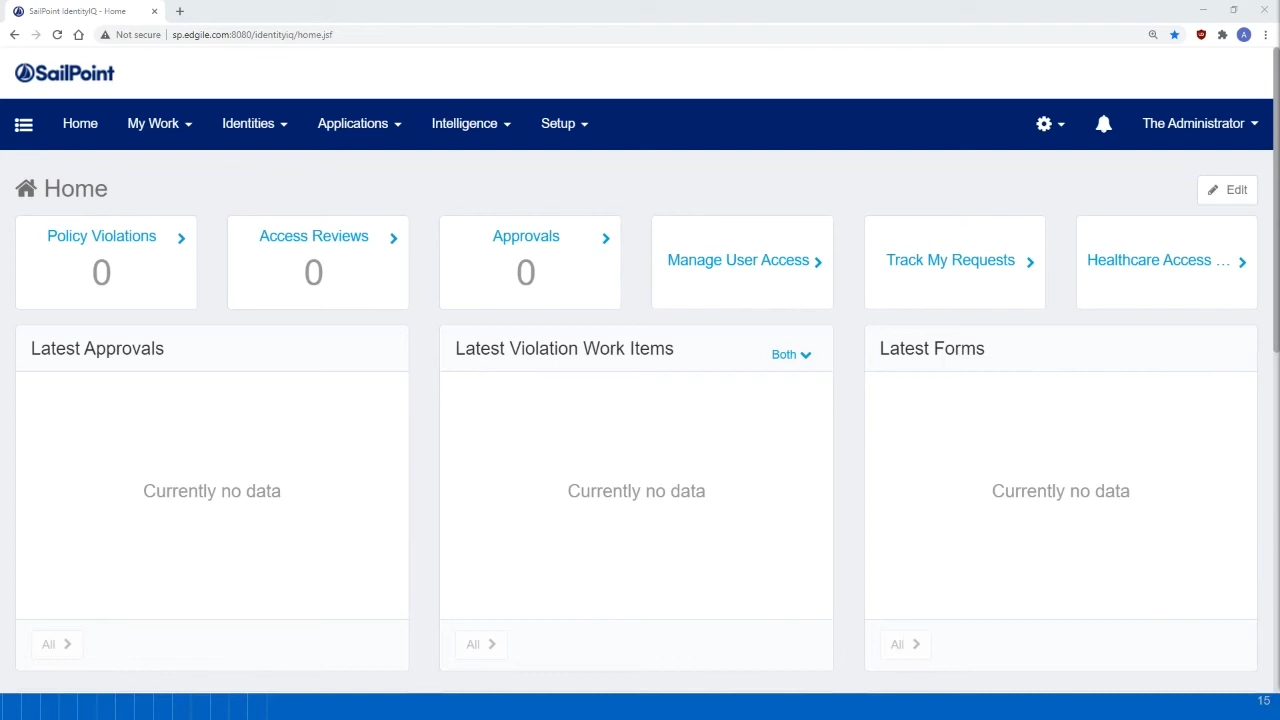 SailPoint IdentityIQ - Home
Not secure | sp.edgile.com:8080/identityiq/home.jsf
A
SailPoint
Home My Work Identities Applications Intelligence Setup The Administrator
Home
Edit
Policy Violations
0
Access Reviews
0
Approvals
0
Manage User Access
Track My Requests
Healthcare Access ...
Latest Approvals
Currently no data
All
Latest Violation Work Items
Both
Currently no data
All
Latest Forms
Currently no data
All
15